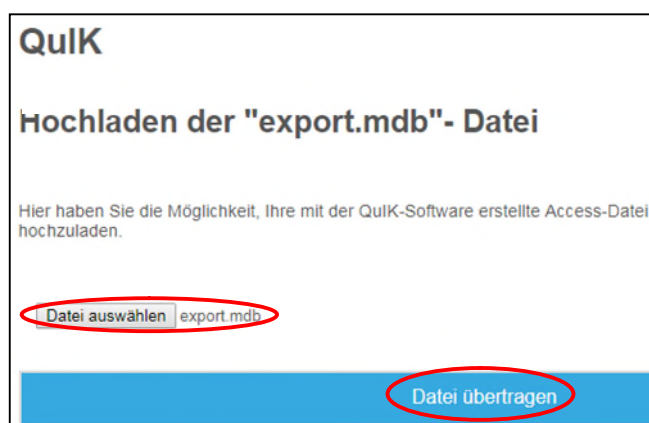 QuIK
Hochladen der "export.mdb"- Datei
Hier haben Sie die Möglichkeit, Ihre mit der QuIK-Software erstellte Access-Datei
hochzuladen.
Datei auswählen export.mdb
Datei übertragen